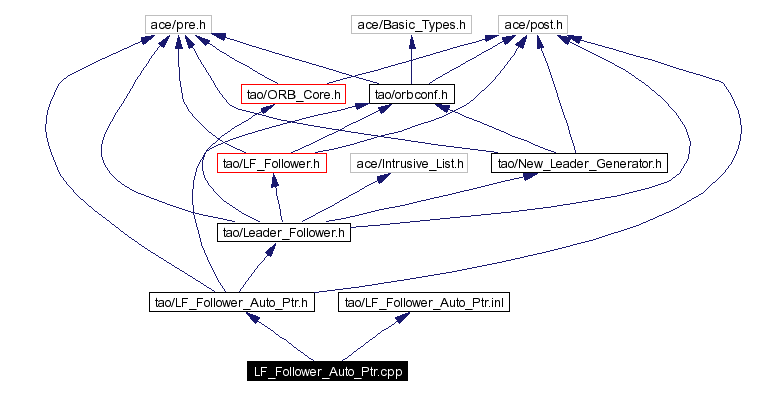 ace/pre.h
ace/Basic_Types.h
ace/post.h
tao/ORB_Core.h
tao/orbconf.h
tao/LF_Follower.h
ace/Intrusive_List.h
tao/New_Leader_Generator.h
tao/Leader_Follower.h
tao/LF_Follower_Auto_Ptr.h
tao/LF_Follower_Auto_Ptr.inl
LF_Follower_Auto_Ptr.cpp